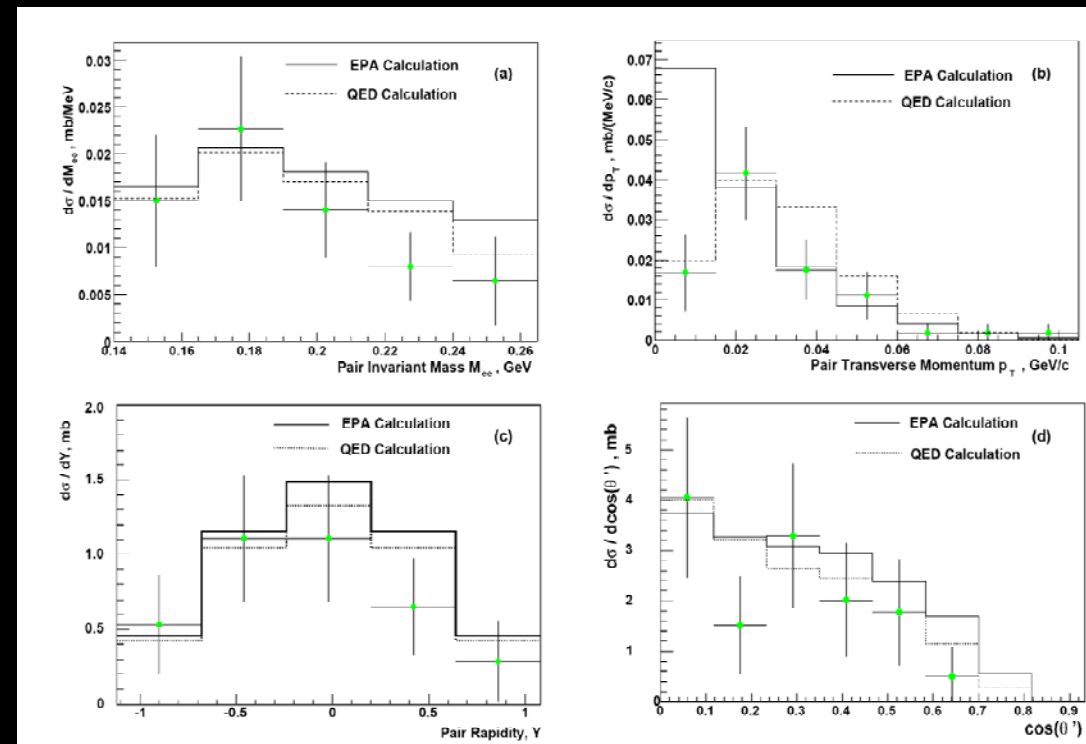 0.03
0.025
0.02
0.015
0.01
0.005
0
dσ / dM_ee , mb/MeV
EPA Calculation
QED Calculation
(a)
0.14 0.16 0.18 0.2 0.22 0.24 0.26
Pair Invariant Mass M_ee , GeV
0.07
0.06
0.05
0.04
0.03
0.02
0.01
0
dσ / dp_T , mb/(MeV/c)
EPA Calculation
QED Calculation
(b)
0 0.02 0.04 0.06 0.08 0.1
Pair Transverse Momentum p_T , GeV/c
2.0
1.5
1.0
0.5
0
dσ / dY, mb
EPA Calculation
QED Calculation
(c)
-1 -0.5 0 0.5 1
Pair Rapidity, Y
5
4
3
2
1
0
dσ / dcos(θ') , mb
EPA Calculation
QED Calculation
(d)
0 0.1 0.2 0.3 0.4 0.5 0.6 0.7 0.8 0.9
cos(θ')